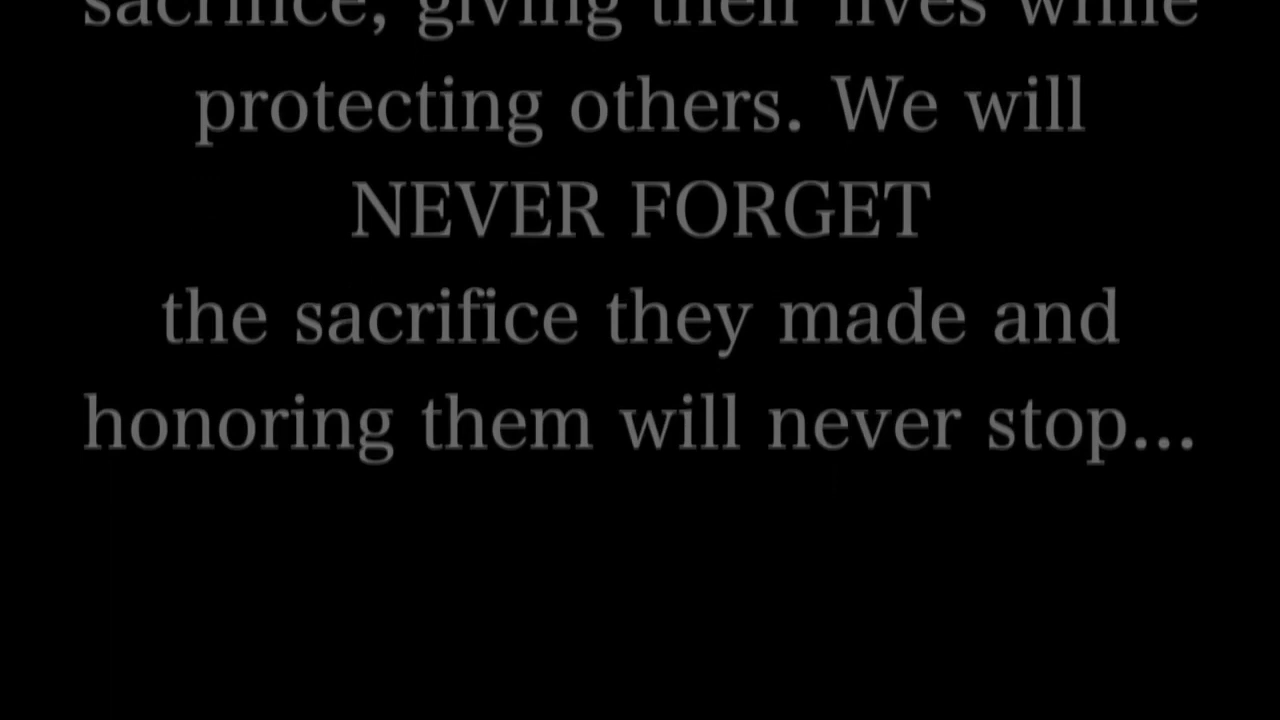 sacrifice, giving their lives while
protecting others. We will
NEVER FORGET
the sacrifice they made and
honoring them will never stop...